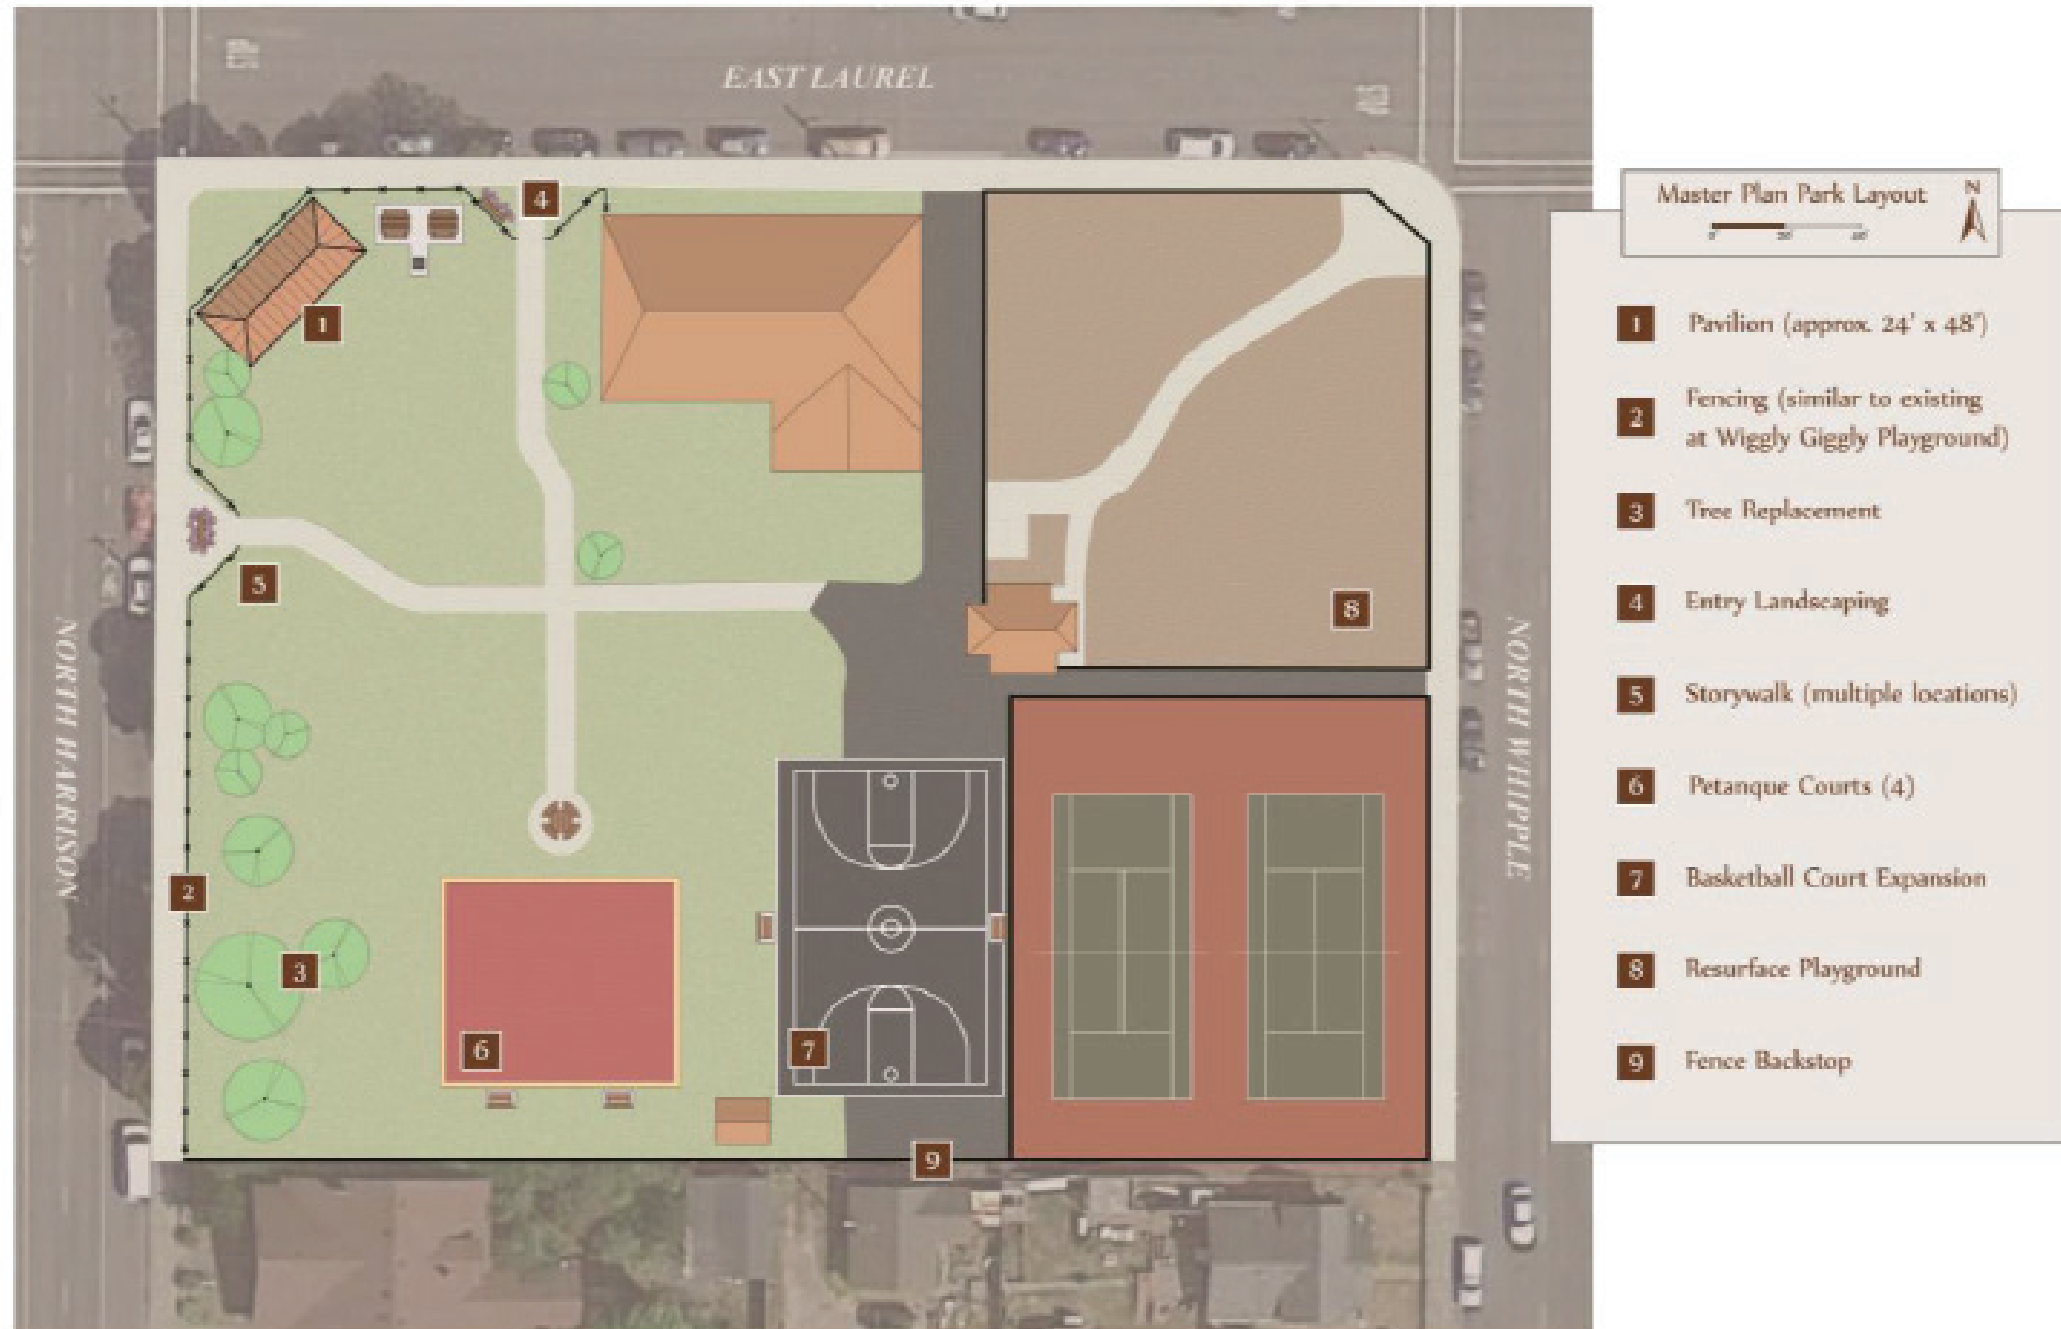 EAST LAUREL
NORTH HARRISON
NORTH WHIPPLE
1
2
3
4
5
6
7
8
9
Master Plan Park Layout
N
0' 20' 40'
1 Pavilion (approx. 24' x 48')
2 Fencing (similar to existing
at Wiggly Giggly Playground)
3 Tree Replacement
4 Entry Landscaping
5 Storywalk (multiple locations)
6 Petanque Courts (4)
7 Basketball Court Expansion
8 Resurface Playground
9 Fence Backstop